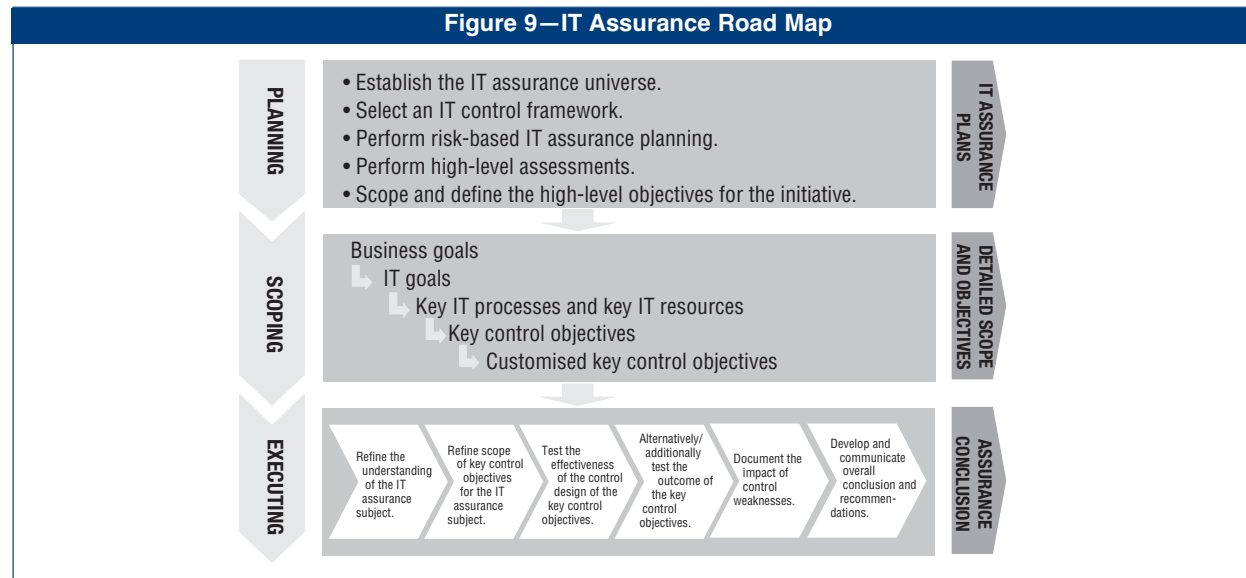 Figure 9—IT Assurance Road Map
PLANNING
• Establish the IT assurance universe.
• Select an IT control framework.
• Perform risk-based IT assurance planning.
• Perform high-level assessments.
• Scope and define the high-level objectives for the initiative.
IT ASSURANCE
PLANS
SCOPING
Business goals
IT goals
Key IT processes and key IT resources
Key control objectives
Customised key control objectives
DETAILED SCOPE
AND OBJECTIVES
EXECUTING
Refine the
understanding
of the IT
assurance
subject.
Refine scope
of key control
objectives
for the IT
assurance
subject.
Test the
effectiveness
of the control
design of the
key control
objectives.
Alternatively/
additionally
test the
outcome of
the key
control
objectives.
Document the
impact of
control
weaknesses.
Develop and
communicate
overall
conclusion and
recommen-
dations.
ASSURANCE
CONCLUSION